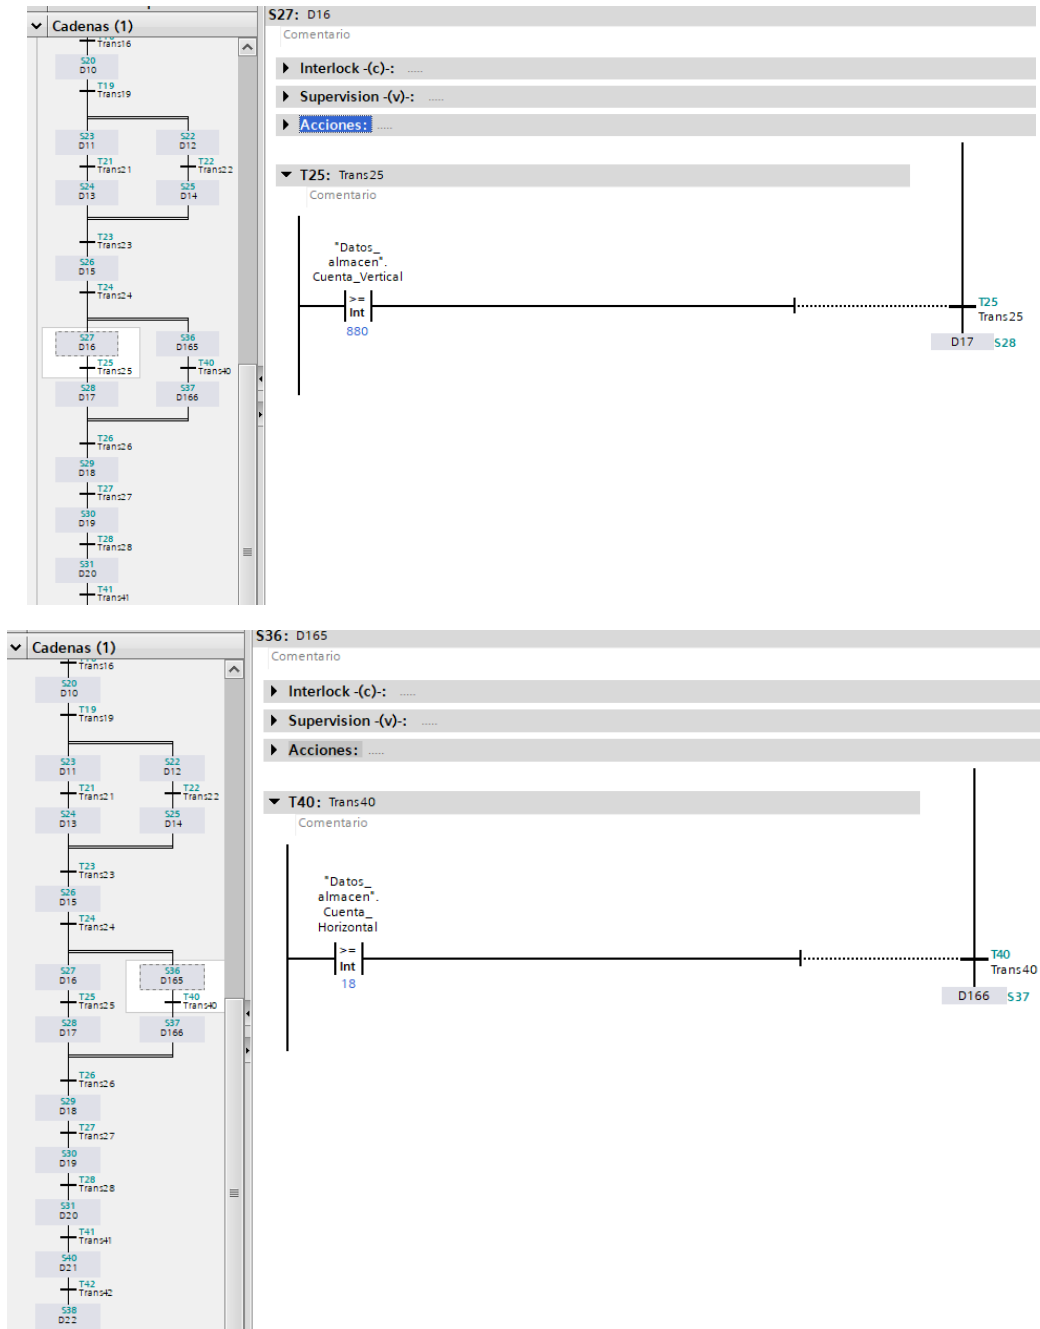 Cadenas (1)
Trans16
S20
D10
T19
Trans19
S23
D11
S22
D12
T21
Trans21
T22
Trans22
S24
D13
S25
D14
T23
Trans23
S26
D15
T24
Trans24
S27
D16
S36
D165
T25
Trans25
T40
Trans40
S28
D17
S37
D166
T26
Trans26
S29
D18
T27
Trans27
S30
D19
T28
Trans28
S31
D20
T41
Trans41
S27: D16
Comentario
Interlock -(c)-: .....
Supervision -(v)-: .....
Acciones: .....
T25: Trans25
Comentario
"Datos_
almacen".
Cuenta_Vertical
>=
Int
880
T25
Trans25
D17 S28
Cadenas (1)
Trans16
S20
D10
T19
Trans19
S23
D11
S22
D12
T21
Trans21
T22
Trans22
S24
D13
S25
D14
T23
Trans23
S26
D15
T24
Trans24
S27
D16
S36
D165
T25
Trans25
T40
Trans40
S28
D17
S37
D166
T26
Trans26
S29
D18
T27
Trans27
S30
D19
T28
Trans28
S31
D20
T41
Trans41
S40
D21
T42
Trans42
S38
D22
S36: D165
Comentario
Interlock -(c)-: .....
Supervision -(v)-: .....
Acciones: .....
T40: Trans40
Comentario
"Datos_
almacen".
Cuenta_
Horizontal
>=
Int
18
T40
Trans40
D166 S37